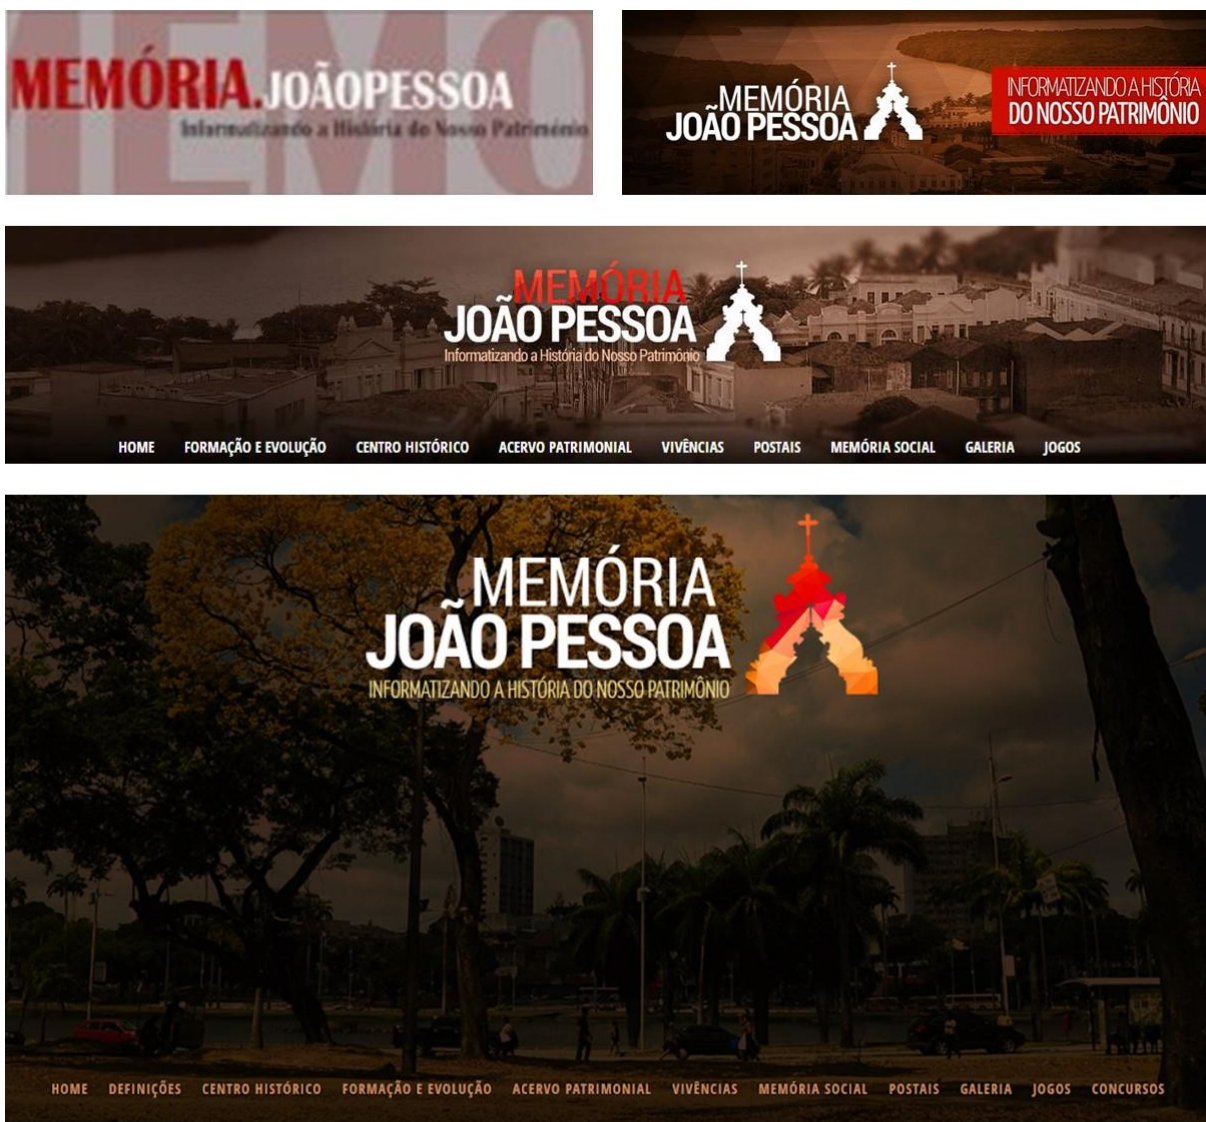 MEMO
MEMÓRIA.JOÃOPESSOA
Informatizando a História do Nosso Patrimônio
MEMÓRIA
JOÃO PESSOA
INFORMATIZANDO A HISTÓRIA
DO NOSSO PATRIMÔNIO
MEMÓRIA
JOÃO PESSOA
Informatizando a História do Nosso Patrimônio
HOME FORMAÇÃO E EVOLUÇÃO CENTRO HISTÓRICO ACERVO PATRIMONIAL VIVÊNCIAS POSTAIS MEMÓRIA SOCIAL GALERIA JOGOS
MEMÓRIA
JOÃO PESSOA
INFORMATIZANDO A HISTÓRIA DO NOSSO PATRIMÔNIO
HOME DEFINIÇÕES CENTRO HISTÓRICO FORMAÇÃO E EVOLUÇÃO ACERVO PATRIMONIAL VIVÊNCIAS MEMÓRIA SOCIAL POSTAIS GALERIA JOGOS CONCURSOS